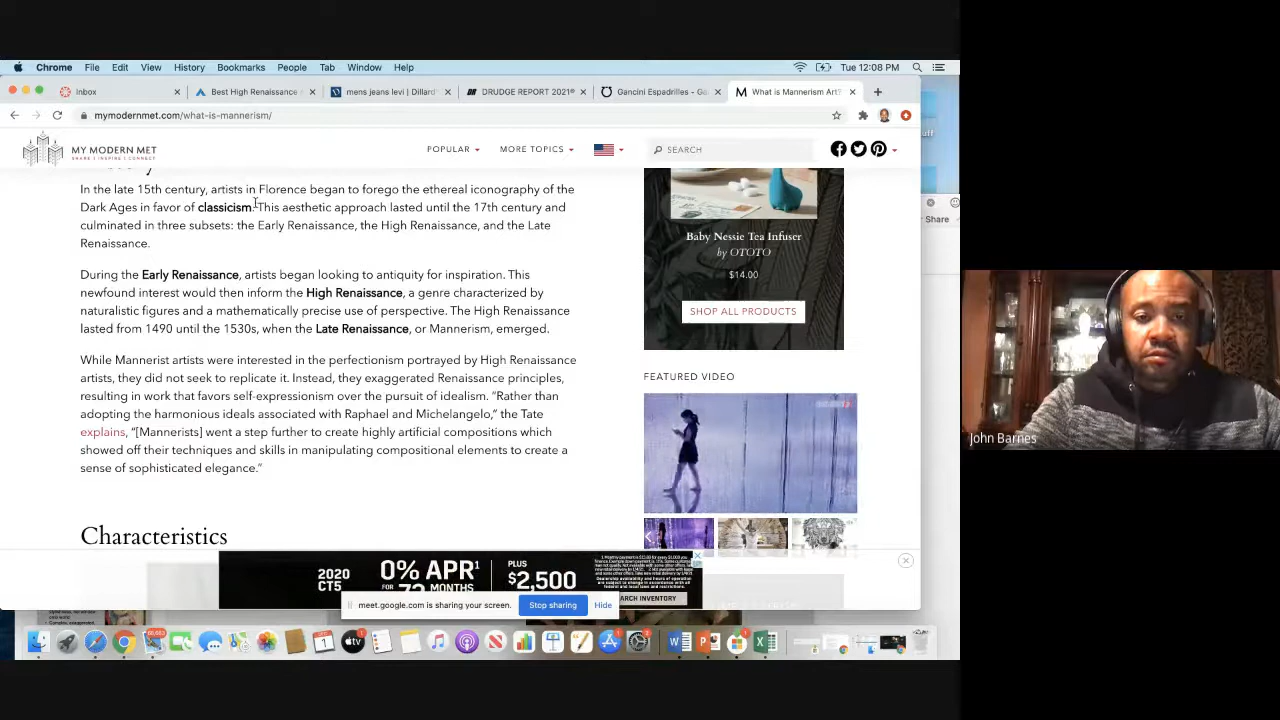 Chrome File Edit View History Bookmarks People Tab Window Help Tue 12:08 PM
Inbox Best High Renaissance mens jeans levi | Dillard' DRUDGE REPORT 2021® Gancini Espadrilles - Ga What is Mannerism Art?
mymodernmet.com/what-is-mannerism/
MY MODERN MET POPULAR MORE TOPICS SEARCH
SHARE | INSPIRE | CONNECT
In the late 15th century, artists in Florence began to forego the ethereal iconography of the
Dark Ages in favor of classicism. This aesthetic approach lasted until the 17th century and
culminated in three subsets: the Early Renaissance, the High Renaissance, and the Late
Renaissance.
During the Early Renaissance, artists began looking to antiquity for inspiration. This
newfound interest would then inform the High Renaissance, a genre characterized by
naturalistic figures and a mathematically precise use of perspective. The High Renaissance
lasted from 1490 until the 1530s, when the Late Renaissance, or Mannerism, emerged.
While Mannerist artists were interested in the perfectionism portrayed by High Renaissance
artists, they did not seek to replicate it. Instead, they exaggerated Renaissance principles,
resulting in work that favors self-expressionism over the pursuit of idealism. “Rather than
adopting the harmonious ideals associated with Raphael and Michelangelo,” the Tate
explains, “[Mannerists] went a step further to create highly artificial compositions which
showed off their techniques and skills in manipulating compositional elements to create a
sense of sophisticated elegance.”
Characteristics
Baby Nessie Tea Infuser
by OTOTO
$14.00
SHOP ALL PRODUCTS
FEATURED VIDEO
Share
2020
CT5
0% APR¹
FOR 72 MONTHS
PLUS
$2,500
ARCH INVENTORY
meet.google.com is sharing your screen. Stop sharing Hide
John Barnes